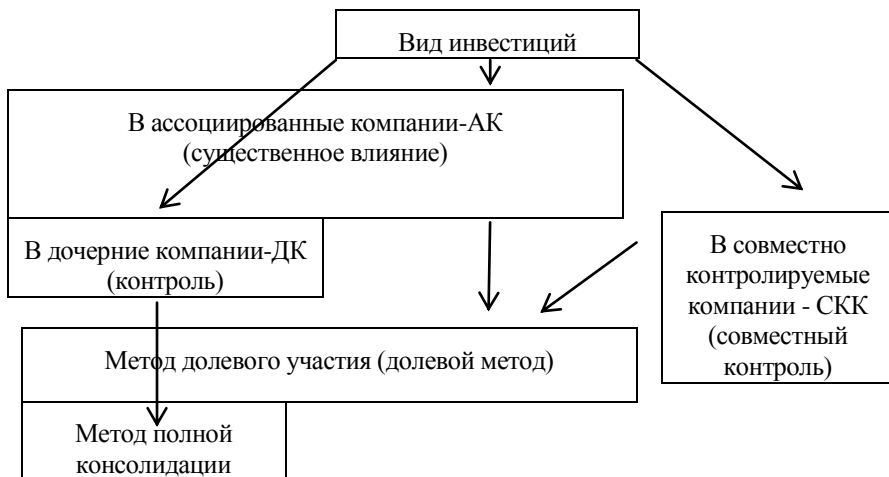 Вид инвестиций
В ассоциированные компании-АК
(существенное влияние)
В дочерние компании-ДК
(контроль)
В совместно
контролируемые
компании - СКК
(совместный
контроль)
Метод долевого участия (долевой метод)
Метод полной
консолидации